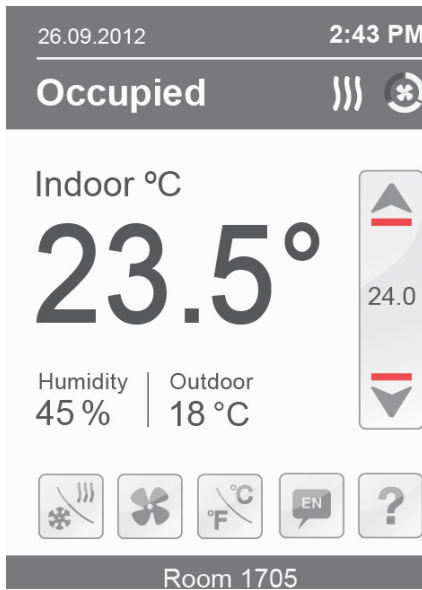 26.09.2012 2:43 PM
Occupied
Indoor ºC
23.5°
24.0
Humidity Outdoor
45 % 18 °C
°C
°F
EN
?
Room 1705